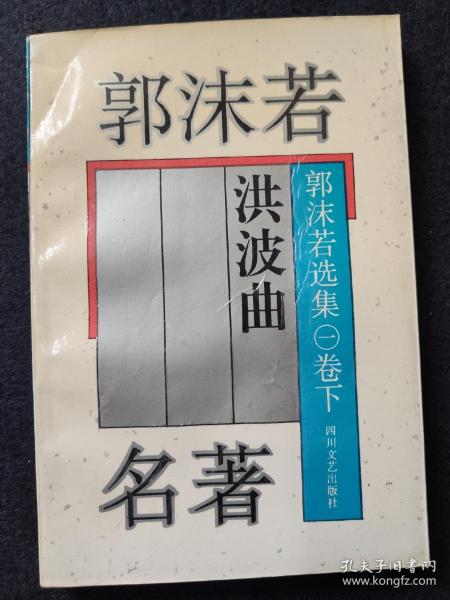 郭沫若
洪波曲
郭沫若选集㊀卷下
四川文艺出版社
名著
孔夫子旧书网
www.kongfz.com